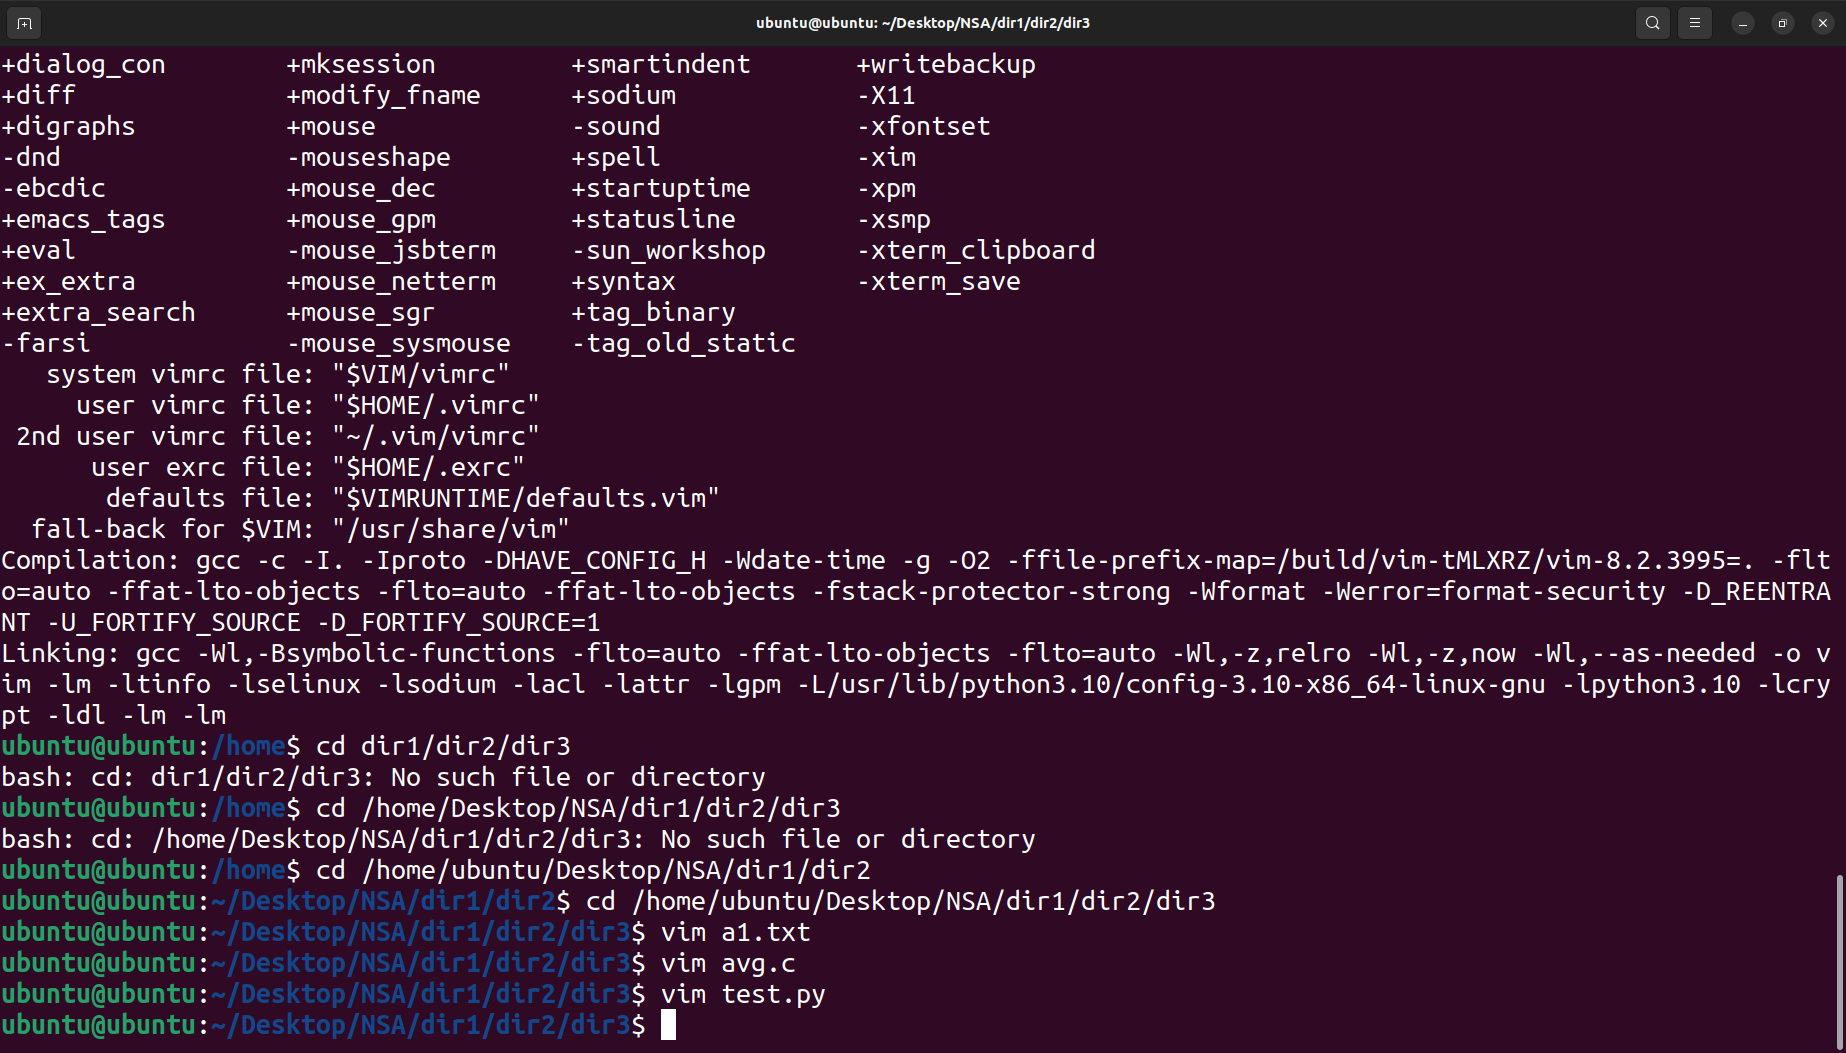 ubuntu@ubuntu: ~/Desktop/NSA/dir1/dir2/dir3
+dialog_con        +mksession         +smartindent       +writebackup
+diff              +modify_fname      +sodium            -X11
+digraphs          +mouse             -sound             -xfontset
-dnd               -mouseshape        +spell             -xim
-ebcdic            +mouse_dec         +startuptime       -xpm
+emacs_tags        +mouse_gpm         +statusline        -xsmp
+eval              -mouse_jsbterm     -sun_workshop      -xterm_clipboard
+ex_extra          +mouse_netterm     +syntax            -xterm_save
+extra_search      +mouse_sgr         +tag_binary
-farsi             -mouse_sysmouse    -tag_old_static
   system vimrc file: "$VIM/vimrc"
     user vimrc file: "$HOME/.vimrc"
 2nd user vimrc file: "~/.vim/vimrc"
      user exrc file: "$HOME/.exrc"
       defaults file: "$VIMRUNTIME/defaults.vim"
  fall-back for $VIM: "/usr/share/vim"
Compilation: gcc -c -I. -Iproto -DHAVE_CONFIG_H -Wdate-time -g -O2 -ffile-prefix-map=/build/vim-tMLXRZ/vim-8.2.3995=. -flt
o=auto -ffat-lto-objects -flto=auto -ffat-lto-objects -fstack-protector-strong -Wformat -Werror=format-security -D_REENTRA
NT -U_FORTIFY_SOURCE -D_FORTIFY_SOURCE=1
Linking: gcc -Wl,-Bsymbolic-functions -flto=auto -ffat-lto-objects -flto=auto -Wl,-z,relro -Wl,-z,now -Wl,--as-needed -o v
im -lm -ltinfo -lselinux -lsodium -lacl -lattr -lgpm -L/usr/lib/python3.10/config-3.10-x86_64-linux-gnu -lpython3.10 -lcry
pt -ldl -lm -lm
ubuntu@ubuntu:/home$ cd dir1/dir2/dir3
bash: cd: dir1/dir2/dir3: No such file or directory
ubuntu@ubuntu:/home$ cd /home/Desktop/NSA/dir1/dir2/dir3
bash: cd: /home/Desktop/NSA/dir1/dir2/dir3: No such file or directory
ubuntu@ubuntu:/home$ cd /home/ubuntu/Desktop/NSA/dir1/dir2
ubuntu@ubuntu:~/Desktop/NSA/dir1/dir2$ cd /home/ubuntu/Desktop/NSA/dir1/dir2/dir3
ubuntu@ubuntu:~/Desktop/NSA/dir1/dir2/dir3$ vim a1.txt
ubuntu@ubuntu:~/Desktop/NSA/dir1/dir2/dir3$ vim avg.c
ubuntu@ubuntu:~/Desktop/NSA/dir1/dir2/dir3$ vim test.py
ubuntu@ubuntu:~/Desktop/NSA/dir1/dir2/dir3$